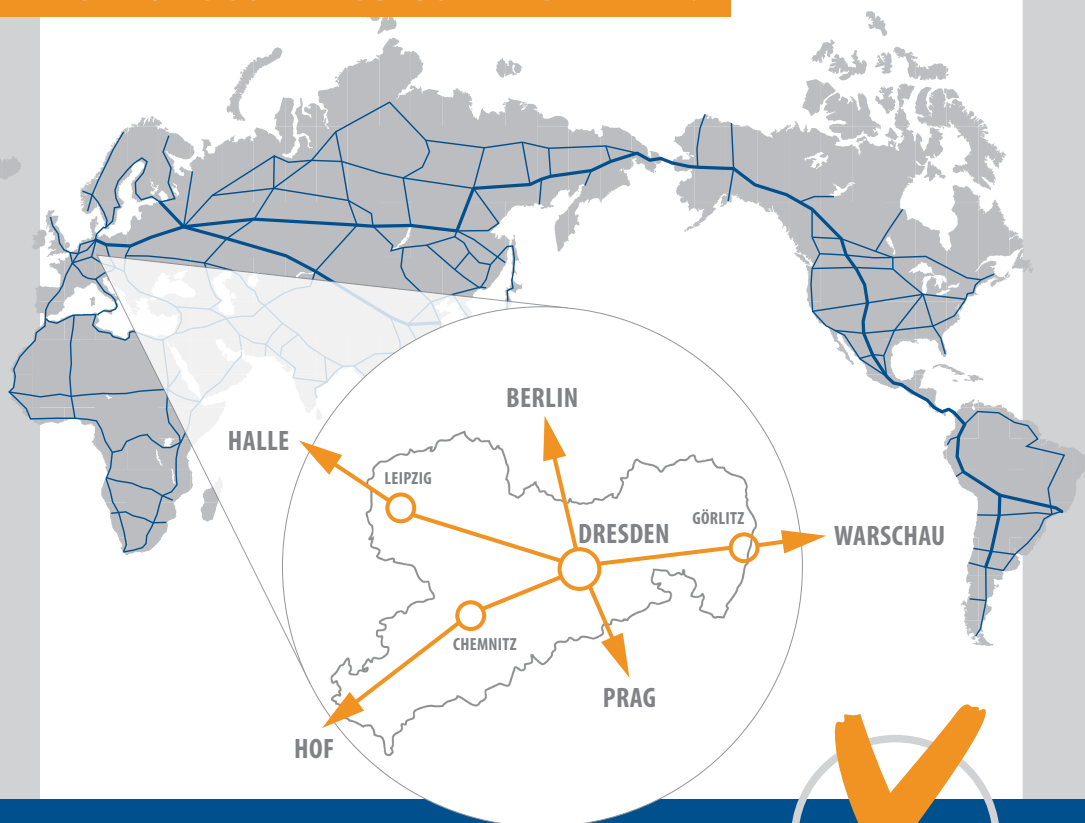 BERLIN
HALLE
LEIPZIG
DRESDEN
GÖRLITZ
WARSCHAU
CHEMNITZ
PRAG
HOF